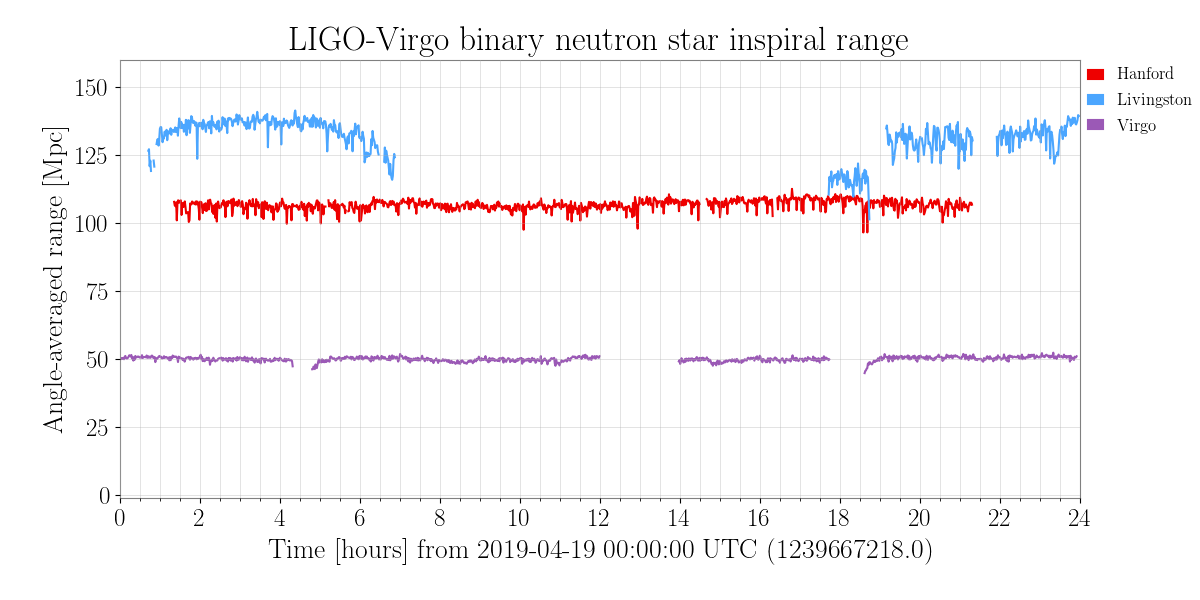 LIGO-Virgo binary neutron star inspiral range
Angle-averaged range [Mpc]
150
125
100
75
50
25
0
0 2 4 6 8 10 12 14 16 18 20 22 24
Time [hours] from 2019-04-19 00:00:00 UTC (1239667218.0)
Hanford
Livingston
Virgo